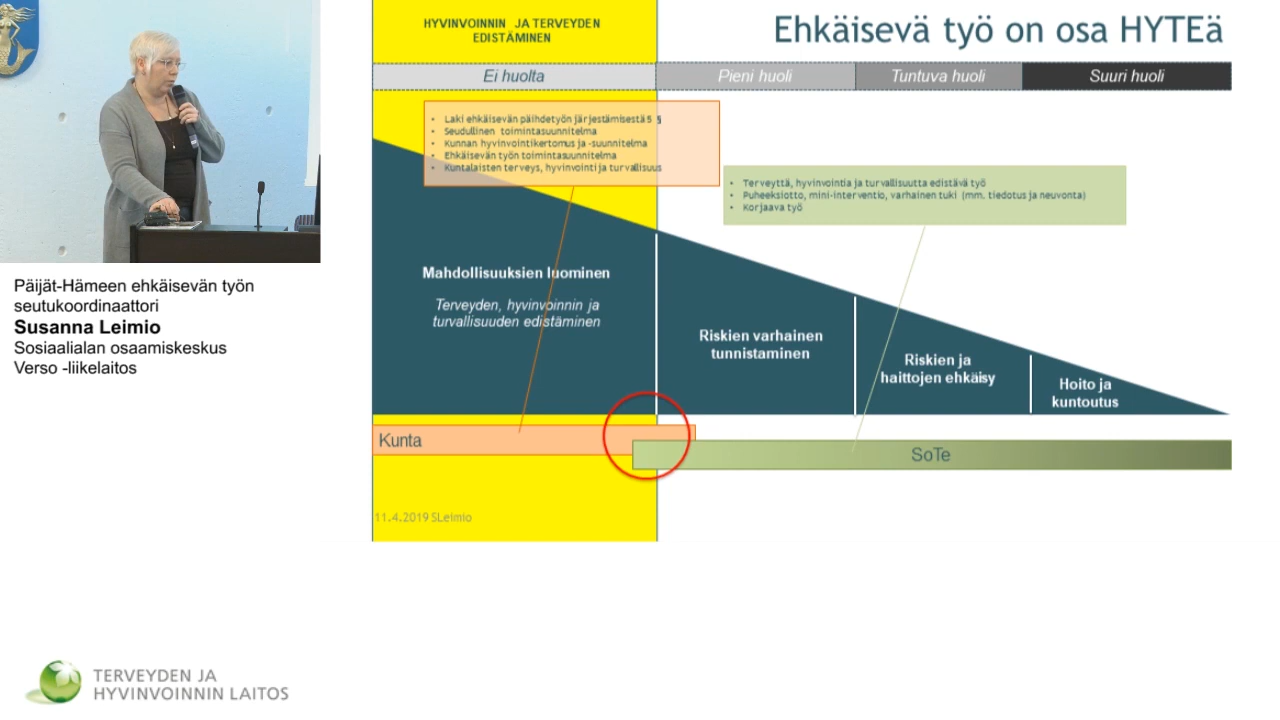 Päijät-Hämeen ehkäisevän työn
seutukoordinaattori
Susanna Leimio
Sosiaalialan osaamiskeskus
Verso -liikelaitos
HYVINVOINNIN JA TERVEYDEN
EDISTÄMINEN
Ehkäisevä työ on osa HYTEä
Ei huolta
Pieni huoli
Tuntuva huoli
Suuri huoli
• Laki ehkäisevän päihdetyön järjestämisestä 5 §
• Seudullinen toimintasuunnitelma
• Kunnan hyvinvointikertomus ja -suunnitelma
• Ehkäisevän työn toimintasuunnitelma
• Kuntalaisten terveys, hyvinvointi ja turvallisuus
• Terveyttä, hyvinvointia ja turvallisuutta edistävä työ
• Puheeksiotto, mini-interventio, varhainen tuki (mm. tiedotus ja neuvonta)
• Korjaava työ
Mahdollisuuksien luominen
Terveyden, hyvinvoinnin ja
turvallisuuden edistäminen
Riskien varhainen
tunnistaminen
Riskien ja
haittojen ehkäisy
Hoito ja
kuntoutus
Kunta
SoTe
11.4.2019 SLeimio
TERVEYDEN JA
HYVINVOINNIN LAITOS